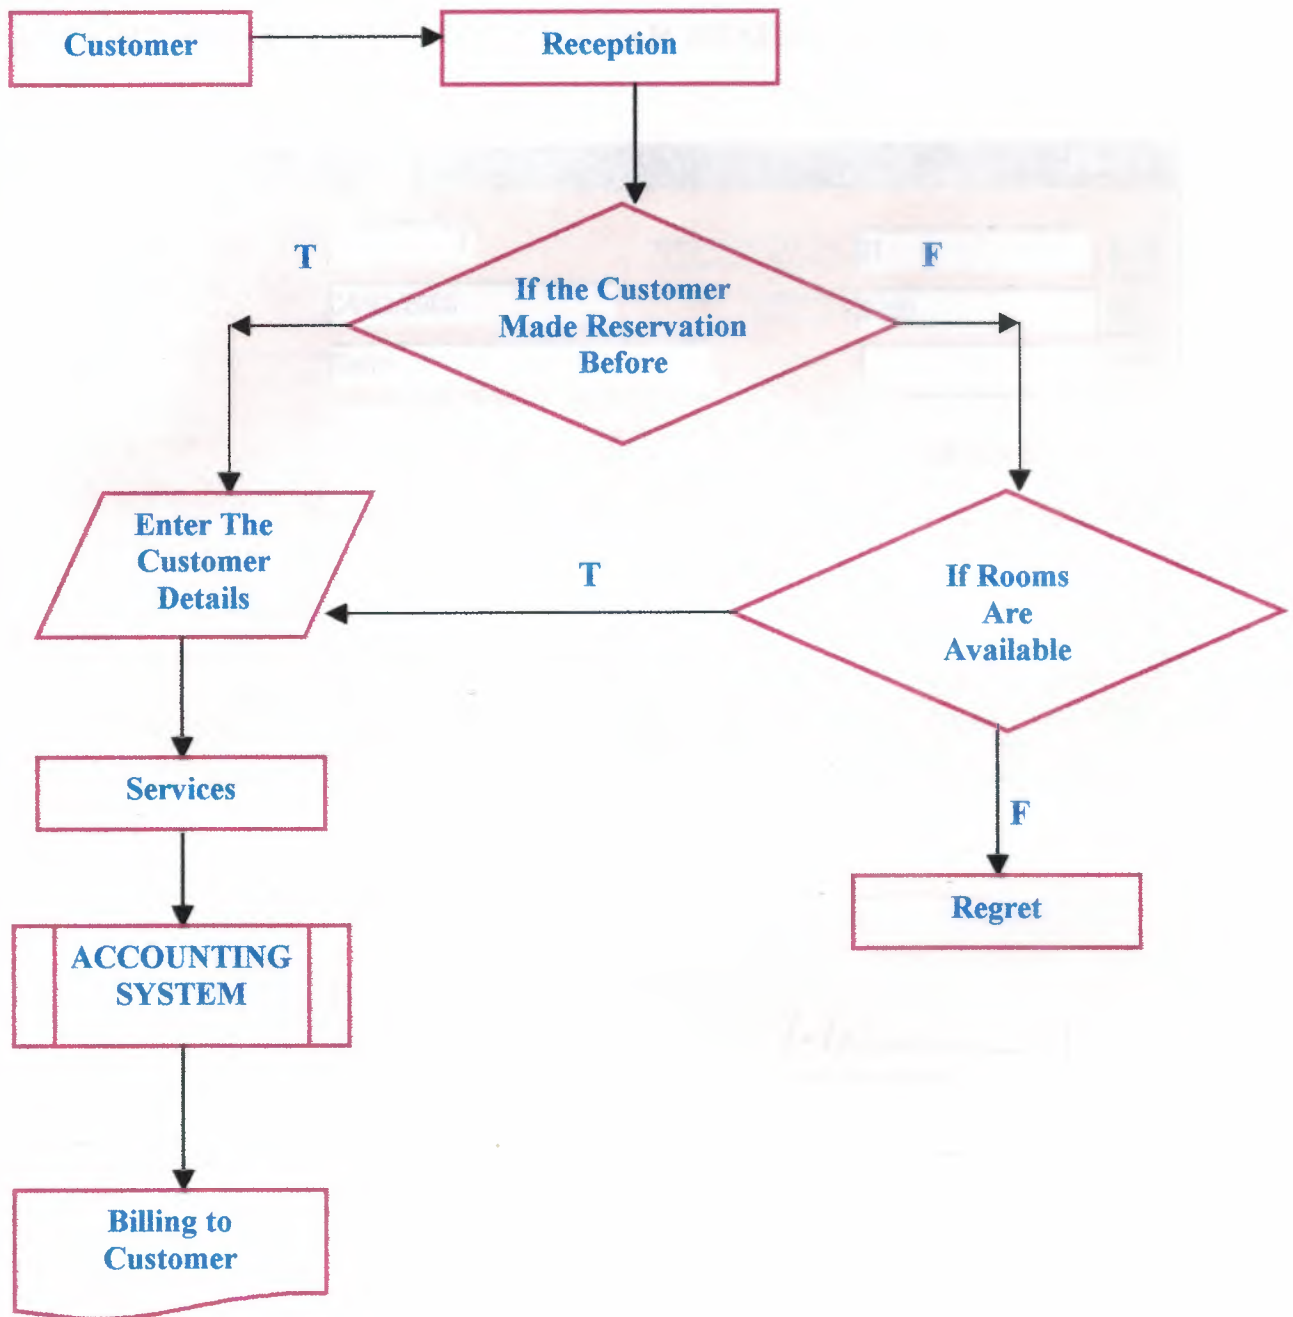 Customer
Reception
T
F
If the Customer
Made Reservation
Before
Enter The
Customer
Details
T
If Rooms
Are
Available
Services
F
Regret
ACCOUNTING
SYSTEM
Billing to
Customer